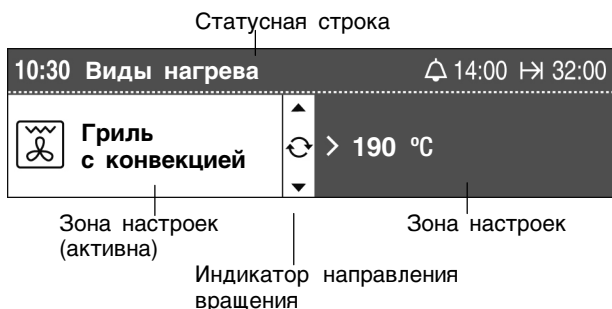 Статусная строка
10:30 Виды нагрева 14:00 32:00
Гриль
с конвекцией
> 190 ºC
Зона настроек
(активна)
Зона настроек
Индикатор направления
вращения